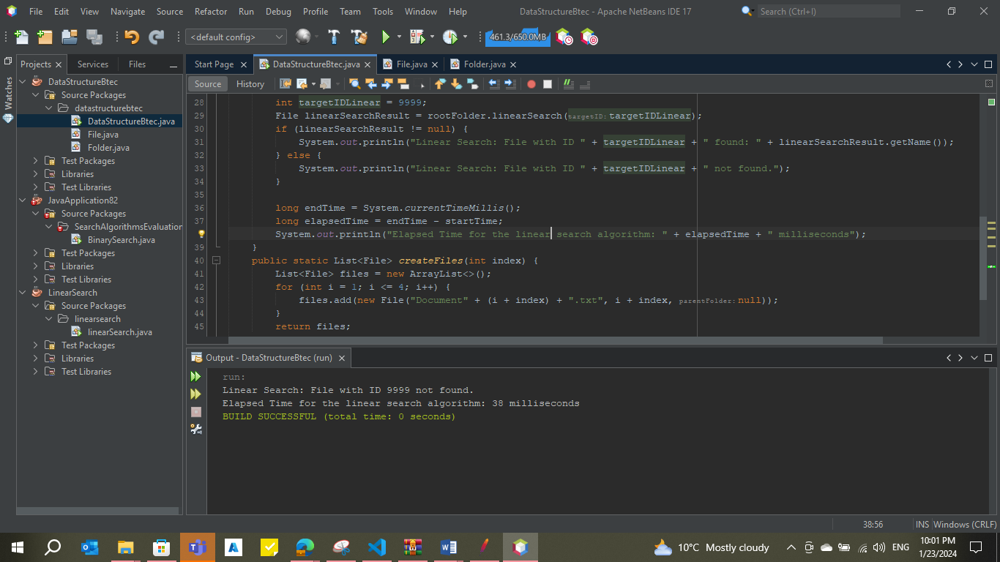 File Edit View Navigate Source Refactor Run Debug Profile Team Tools Window Help DataStructureBtec - Apache NetBeans IDE 17 Search (Ctrl+I)
<default config> 461.3/650.0MB
Projects Services Files
Start Page DataStructureBtec.java File.java Folder.java
Source History
Watches
DataStructureBtec
Source Packages
datastructurebtec
DataStructureBtec.java
File.java
Folder.java
Test Packages
Libraries
Test Libraries
JavaApplication82
Source Packages
SearchAlgorithmsEvaluation
BinarySearch.java
Test Packages
Libraries
Test Libraries
LinearSearch
Source Packages
linearsearch
linearSearch.java
Test Packages
Libraries
Test Libraries
28 int targetIDLinear = 9999;
29 File linearSearchResult = rootFolder.linearSearch(targetID: targetIDLinear);
30 if (linearSearchResult != null) {
31 System.out.println("Linear Search: File with ID " + targetIDLinear + " found: " + linearSearchResult.getName());
32 } else {
33 System.out.println("Linear Search: File with ID " + targetIDLinear + " not found.");
34 }
35
36 long endTime = System.currentTimeMillis();
37 long elapsedTime = endTime - startTime;
System.out.println("Elapsed Time for the linear search algorithm: " + elapsedTime + " milliseconds");
39 }
40 public static List<File> createFiles(int index) {
41 List<File> files = new ArrayList<>();
42 for (int i = 1; i <= 4; i++) {
43 files.add(new File("Document" + (i + index) + ".txt", i + index, parentFolder: null));
44 }
45 return files;
Output - DataStructureBtec (run)
run:
Linear Search: File with ID 9999 not found.
Elapsed Time for the linear search algorithm: 38 milliseconds
BUILD SUCCESSFUL (total time: 0 seconds)
38:56 INS Windows (CRLF)
10°C Mostly cloudy ENG 10:01 PM
1/23/2024